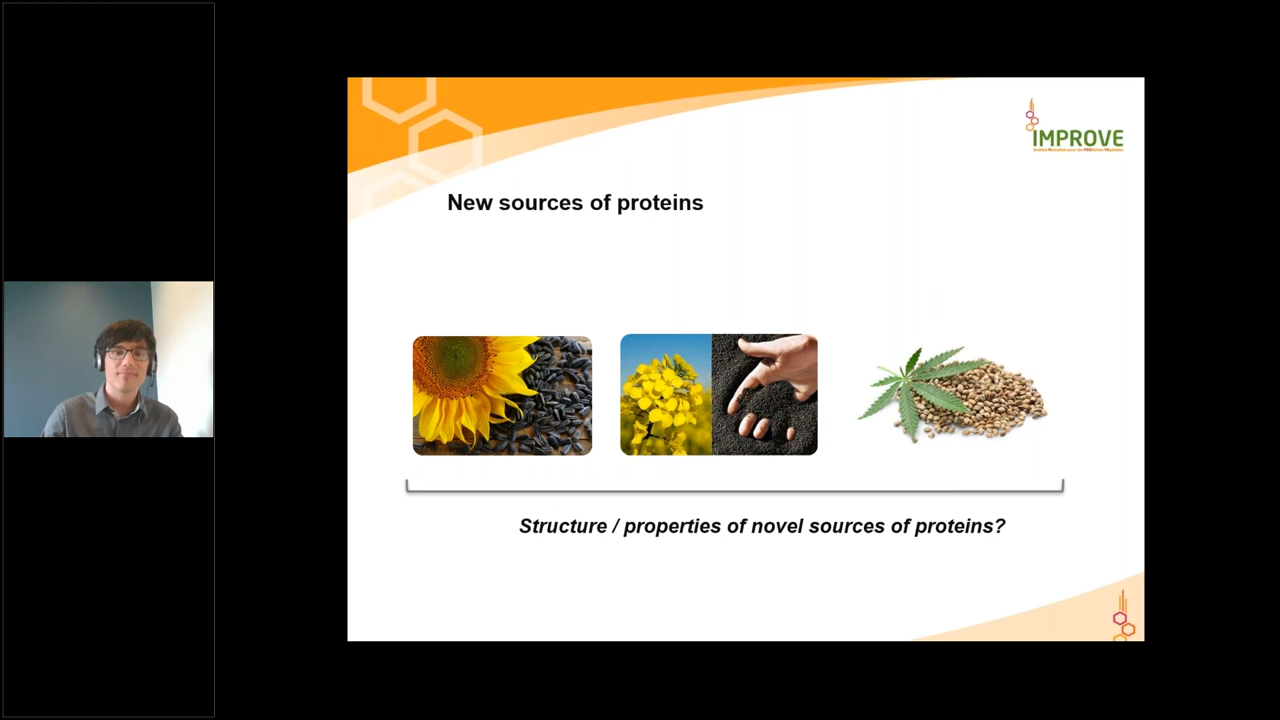 IMPROVE
New sources of proteins
Structure / properties of novel sources of proteins?